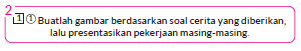 2
1 ① Buatlah gambar berdasarkan soal cerita yang diberikan,
lalu presentasikan pekerjaan masing-masing.